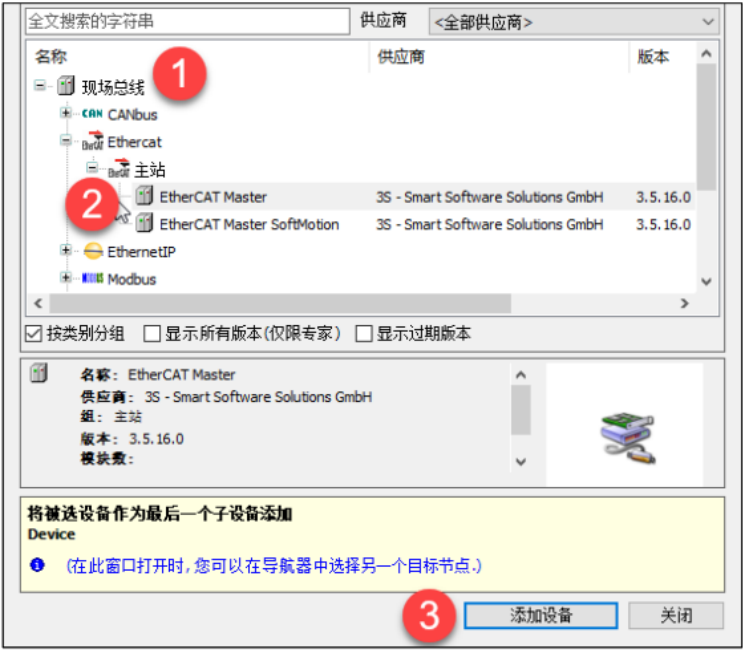 全文搜索的字符串 供应商 <全部供应商>
名称 供应商 版本
现场总线 1
CAN CANbus
EtherCAT Ethercat
EtherCAT 主站
2 EtherCAT Master 3S - Smart Software Solutions GmbH 3.5.16.0
EtherCAT Master SoftMotion 3S - Smart Software Solutions GmbH 3.5.16.0
EthernetIP
MODBUS Modbus
按类别分组 显示所有版本(仅限专家) 显示过期版本
名称: EtherCAT Master
供应商: 3S - Smart Software Solutions GmbH
组: 主站
版本: 3.5.16.0
模块数:
将被选设备作为最后一个子设备添加
Device
(在此窗口打开时,您可以在导航器中选择另一个目标节点.)
3 添加设备 关闭